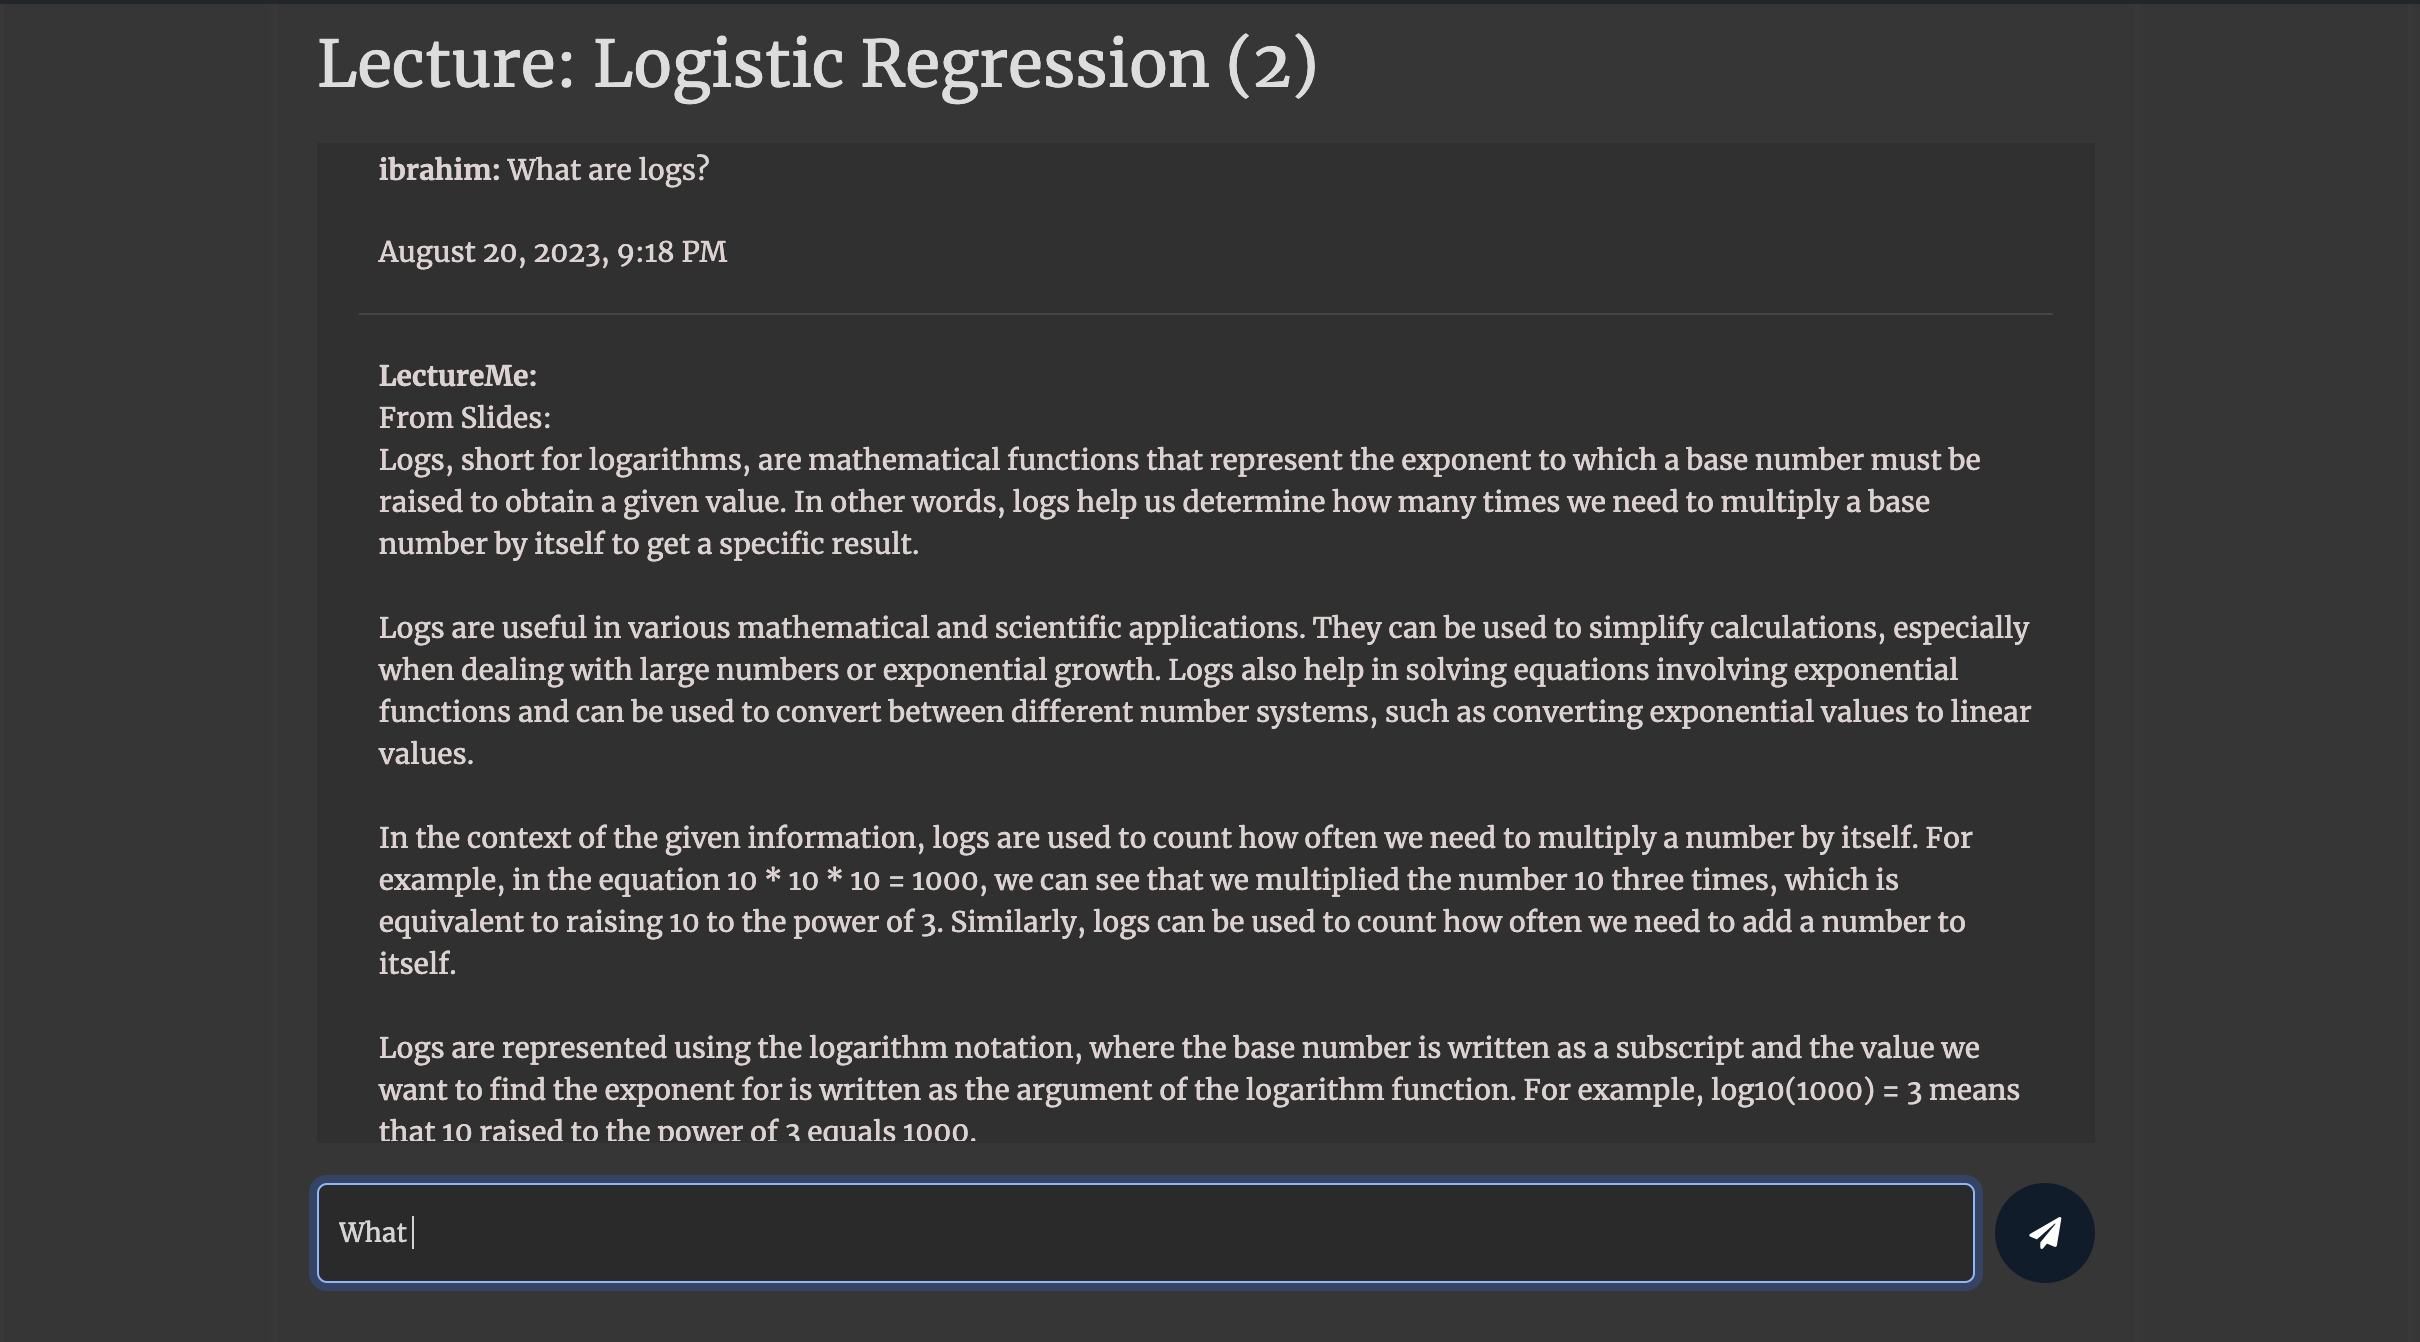 Lecture: Logistic Regression (2)
ibrahim: What are logs?
August 20, 2023, 9:18 PM
LectureMe:
From Slides:
Logs, short for logarithms, are mathematical functions that represent the exponent to which a base number must be
raised to obtain a given value. In other words, logs help us determine how many times we need to multiply a base
number by itself to get a specific result.
Logs are useful in various mathematical and scientific applications. They can be used to simplify calculations, especially
when dealing with large numbers or exponential growth. Logs also help in solving equations involving exponential
functions and can be used to convert between different number systems, such as converting exponential values to linear
values.
In the context of the given information, logs are used to count how often we need to multiply a number by itself. For
example, in the equation 10 * 10 * 10 = 1000, we can see that we multiplied the number 10 three times, which is
equivalent to raising 10 to the power of 3. Similarly, logs can be used to count how often we need to add a number to
itself.
Logs are represented using the logarithm notation, where the base number is written as a subscript and the value we
want to find the exponent for is written as the argument of the logarithm function. For example, log10(1000) = 3 means
that 10 raised to the power of 3 equals 1000.
What